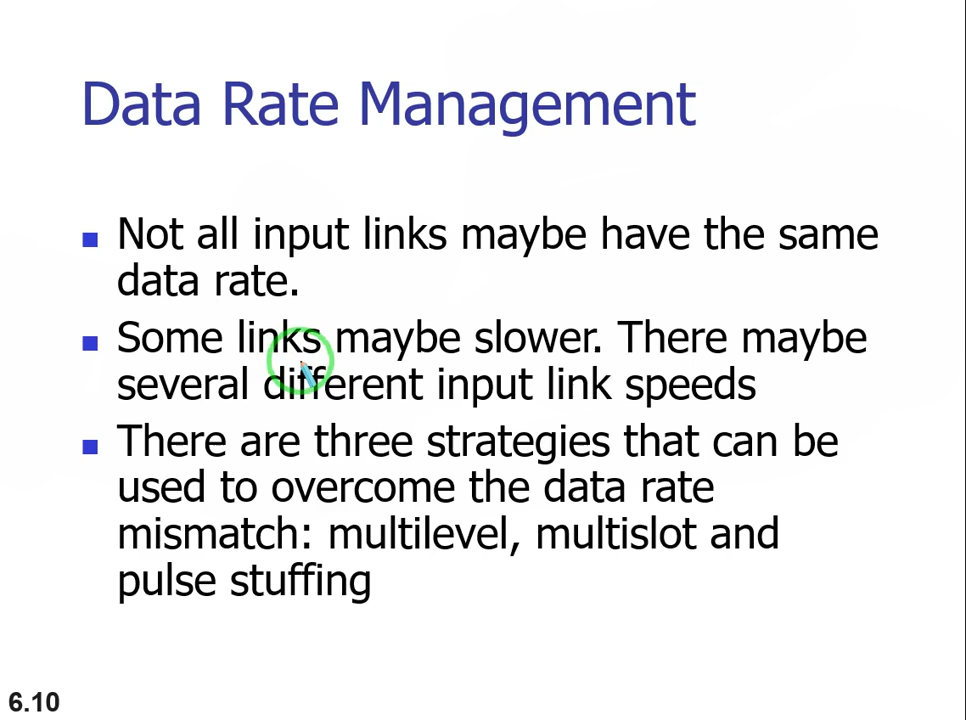 Data Rate Management
Not all input links maybe have the same
data rate.
Some links maybe slower. There maybe
several different input link speeds
There are three strategies that can be
used to overcome the data rate
mismatch: multilevel, multislot and
pulse stuffing
6.10